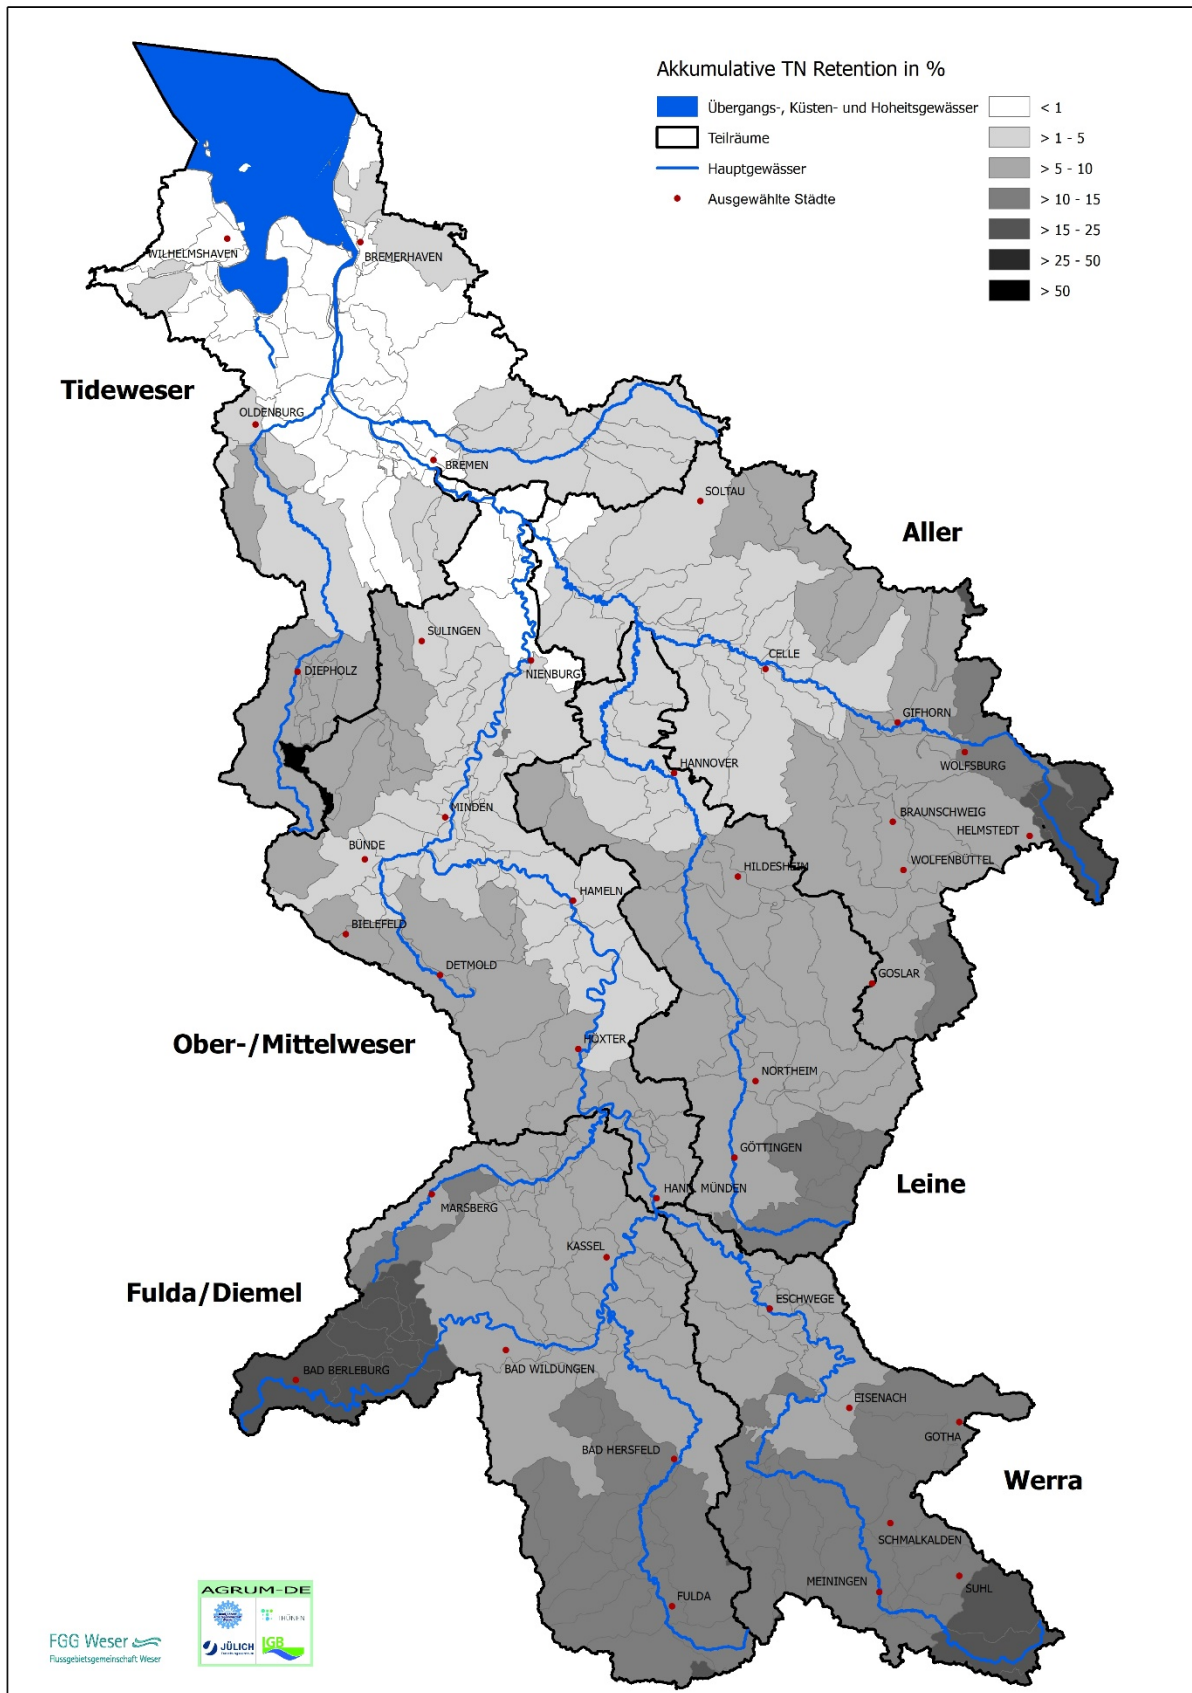 Akkumulative TN Retention in %
Übergangs-, Küsten- und Hoheitsgewässer
Teilräume
Hauptgewässer
Ausgewählte Städte
< 1
> 1 - 5
> 5 - 10
> 10 - 15
> 15 - 25
> 25 - 50
> 50
WILHELMSHAVEN
BREMERHAVEN
Tideweser
OLDENBURG
BREMEN
SOLTAU
Aller
SULINGEN
NIENBURG
CELLE
DIEPHOLZ
GIFHORN
WOLFSBURG
HANNOVER
MINDEN
BRAUNSCHWEIG
HELMSTEDT
BÜNDE
WOLFENBÜTTEL
HILDESHEIM
HAMELN
BIELEFELD
DETMOLD
GOSLAR
Ober-/Mittelweser
HÖXTER
NORTHEIM
GÖTTINGEN
Leine
HANN. MÜNDEN
MARSBERG
KASSEL
Fulda/Diemel
ESCHWEGE
BAD BERLEBURG
BAD WILDUNGEN
EISENACH
GOTHA
BAD HERSFELD
Werra
SCHMALKALDEN
SUHL
MEININGEN
FULDA
AGRUM-DE
THÜNEN
JÜLICH
IGB
FGG Weser
Flussgebietsgemeinschaft Weser